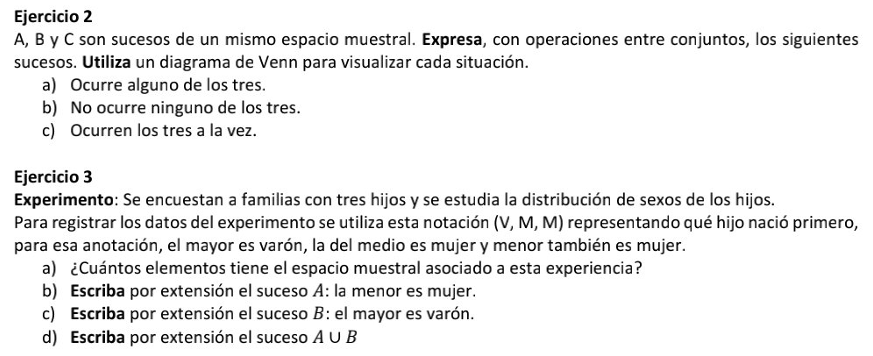 Ejercicio 2
A, B y C son sucesos de un mismo espacio muestral. Expresa, con operaciones entre conjuntos, los siguientes
sucesos. Utiliza un diagrama de Venn para visualizar cada situación.
a) Ocurre alguno de los tres.
b) No ocurre ninguno de los tres.
c) Ocurren los tres a la vez.
Ejercicio 3
Experimento: Se encuestan a familias con tres hijos y se estudia la distribución de sexos de los hijos.
Para registrar los datos del experimento se utiliza esta notación (V, M, M) representando qué hijo nació primero,
para esa anotación, el mayor es varón, la del medio es mujer y menor también es mujer.
a) ¿Cuántos elementos tiene el espacio muestral asociado a esta experiencia?
b) Escriba por extensión el suceso A: la menor es mujer.
c) Escriba por extensión el suceso B: el mayor es varón.
d) Escriba por extensión el suceso A ∪ B